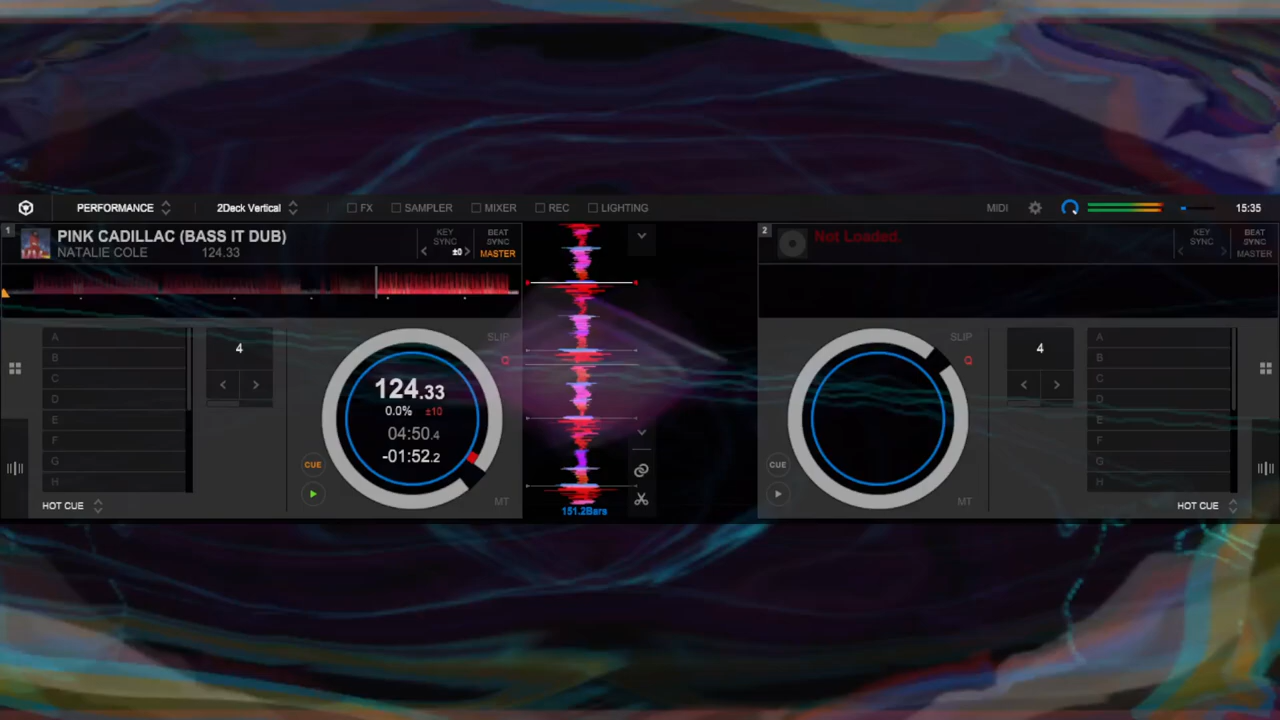 PERFORMANCE 2Deck Vertical FX SAMPLER MIXER REC LIGHTING MIDI 15:35
1 PINK CADILLAC (BASS IT DUB)
NATALIE COLE 124.33
KEY SYNC
±0
BEAT SYNC
MASTER
A
B
C
D
E
F
G
H
HOT CUE
4
SLIP
Q
124.33
0.0% ±10
04:50.4
-01:52.2
CUE
MT
151.2Bars
2 Not Loaded.
KEY SYNC
BEAT SYNC
MASTER
SLIP
Q
CUE
MT
4
A
B
C
D
E
F
G
H
HOT CUE